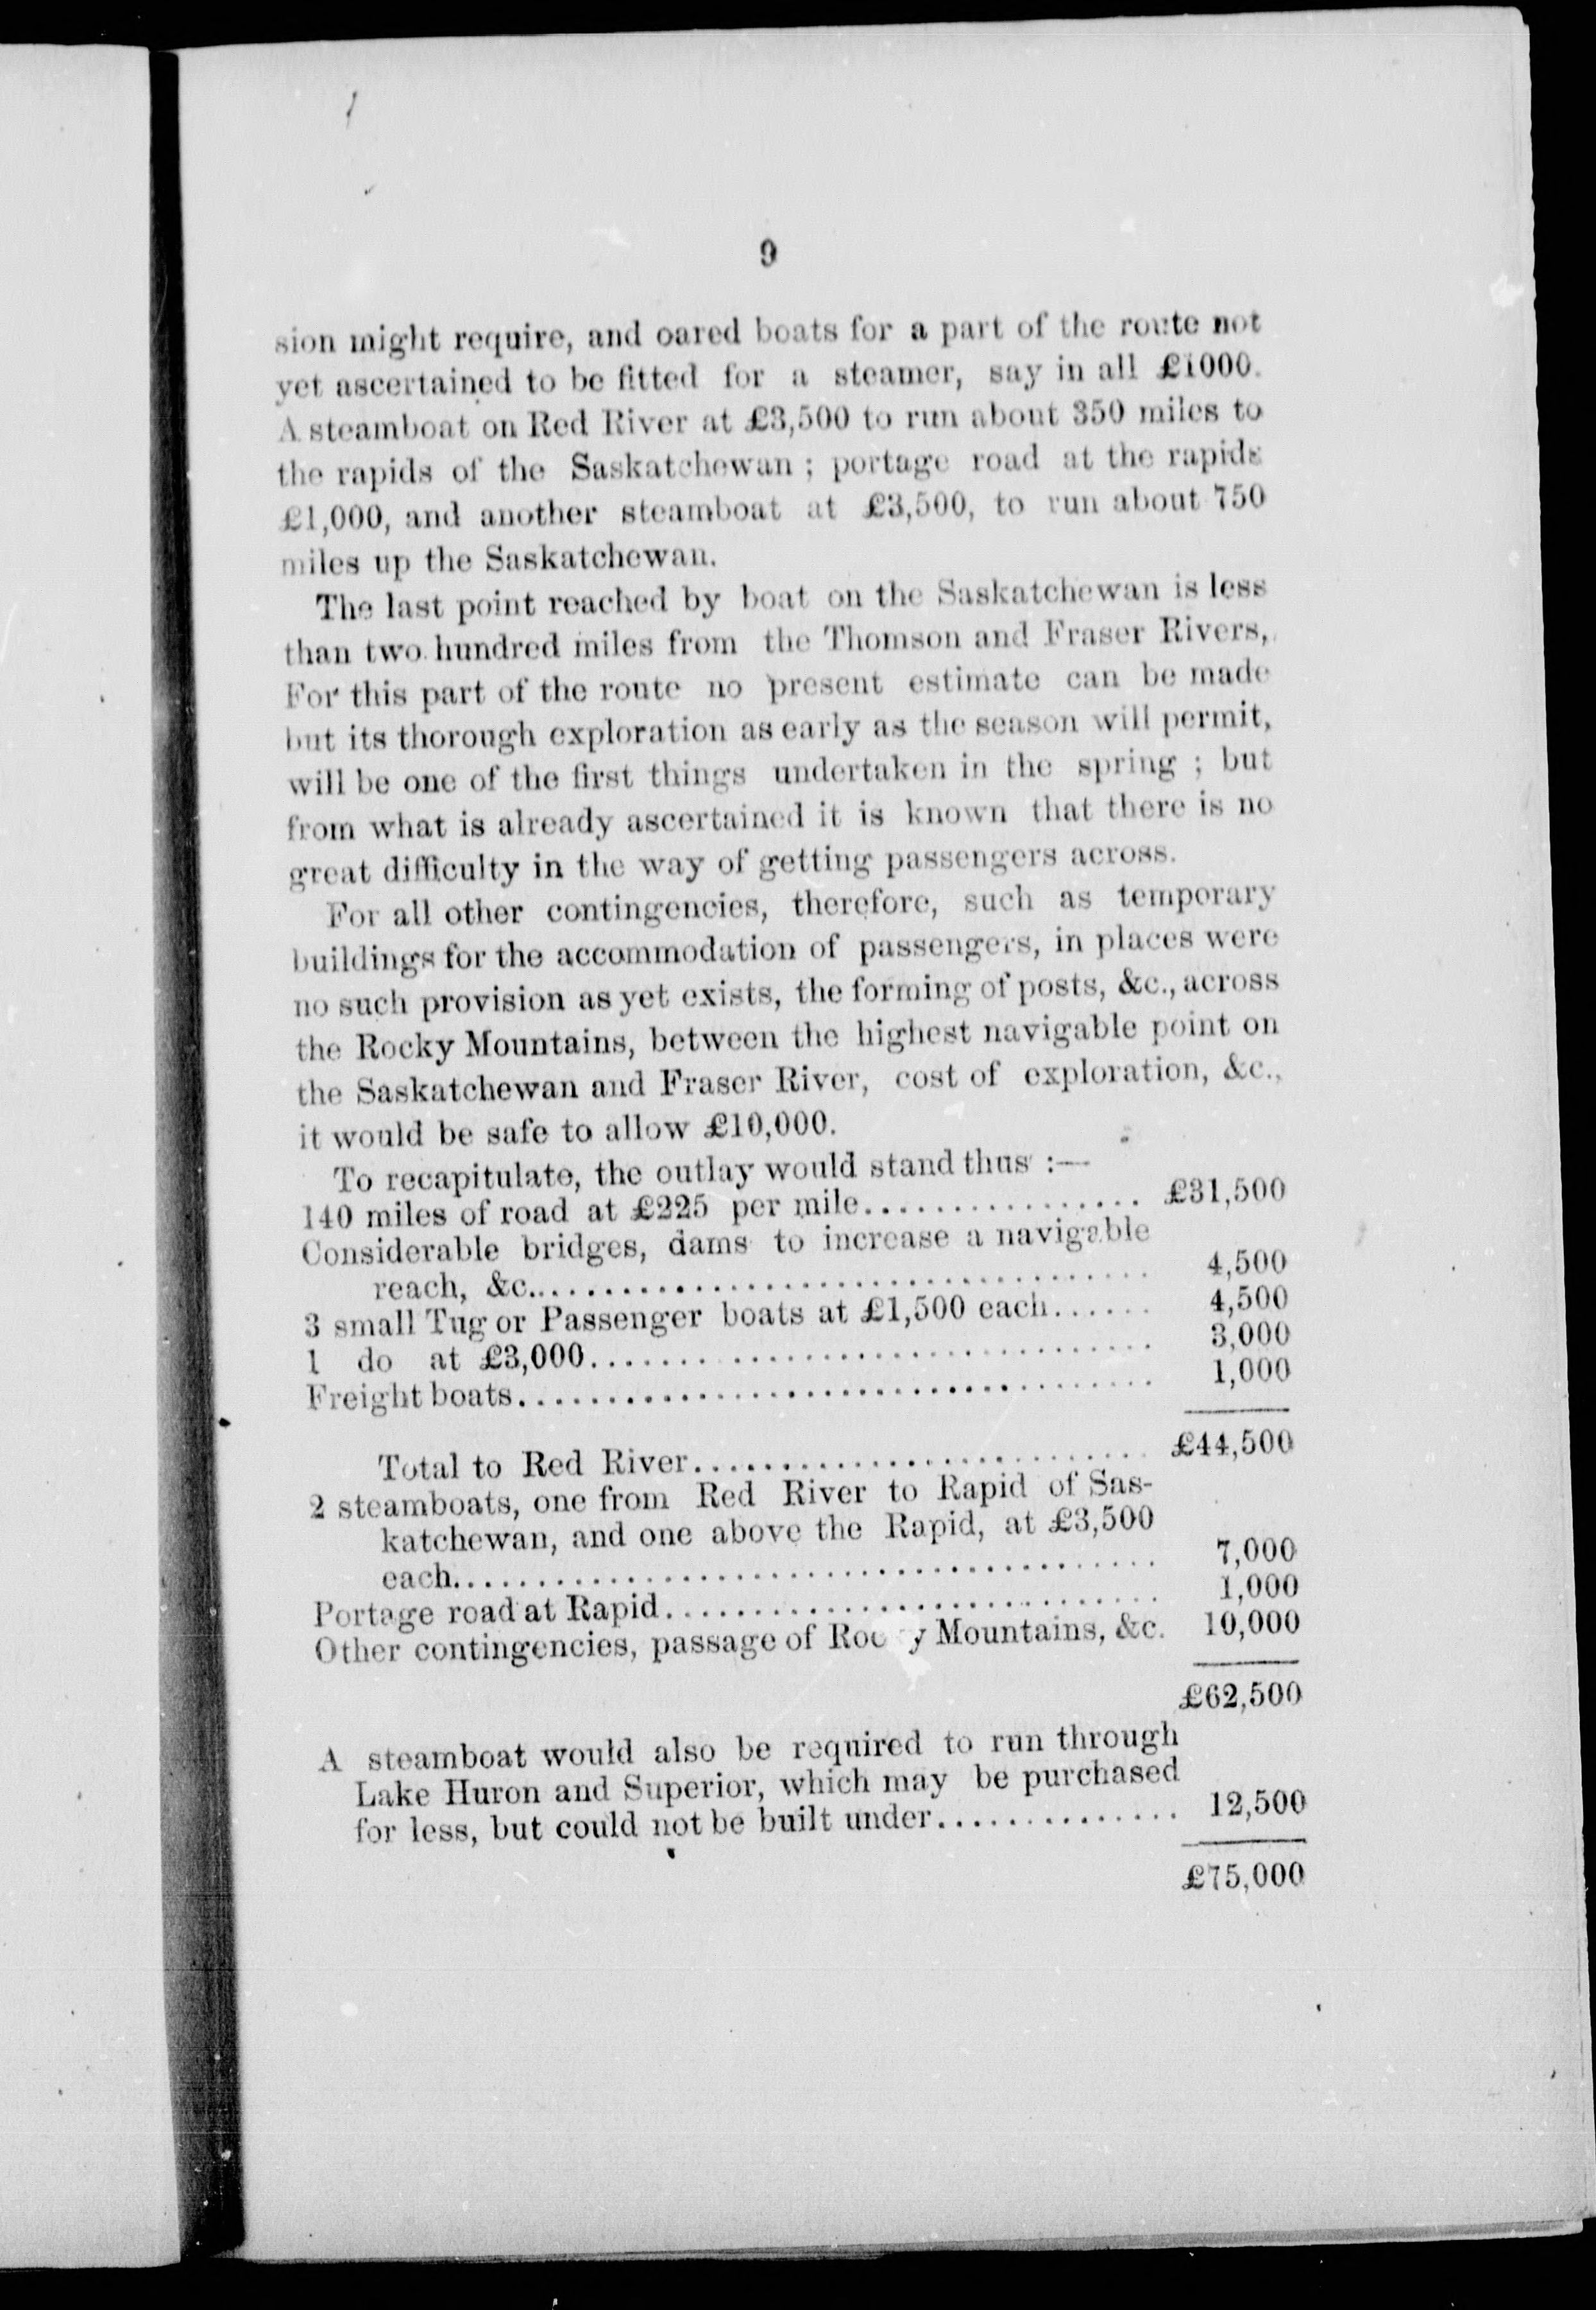 9
sion might require, and oared boats for a part of the route not
yet ascertained to be fitted for a steamer, say in all £1000.
A steamboat on Red River at £3,500 to run about 350 miles to
the rapids of the Saskatchewan ; portage road at the rapids
£1,000, and another steamboat at £3,500, to run about 750
miles up the Saskatchewan.
The last point reached by boat on the Saskatchewan is less
than two hundred miles from the Thomson and Fraser Rivers,
For this part of the route no present estimate can be made
but its thorough exploration as early as the season will permit,
will be one of the first things undertaken in the spring ; but
from what is already ascertained it is known that there is no
great difficulty in the way of getting passengers across.
For all other contingencies, therefore, such as temporary
buildings for the accommodation of passengers, in places were
no such provision as yet exists, the forming of posts, &c., across
the Rocky Mountains, between the highest navigable point on
the Saskatchewan and Fraser River, cost of exploration, &c.,
it would be safe to allow £10,000.
To recapitulate, the outlay would stand thus :—
140 miles of road at £225 per mile................ £31,500
Considerable bridges, dams to increase a navigable
reach, &c.................................... 4,500
3 small Tug or Passenger boats at £1,500 each...... 4,500
1 do at £3,000................................ 3,000
Freight boats.................................... 1,000
Total to Red River.......................... £44,500
2 steamboats, one from Red River to Rapid of Sas-
katchewan, and one above the Rapid, at £3,500
each........................................ 7,000
Portage road at Rapid............................ 1,000
Other contingencies, passage of Roc y Mountains, &c. 10,000
£62,500
A steamboat would also be required to run through
Lake Huron and Superior, which may be purchased
for less, but could not be built under.............. 12,500
£75,000